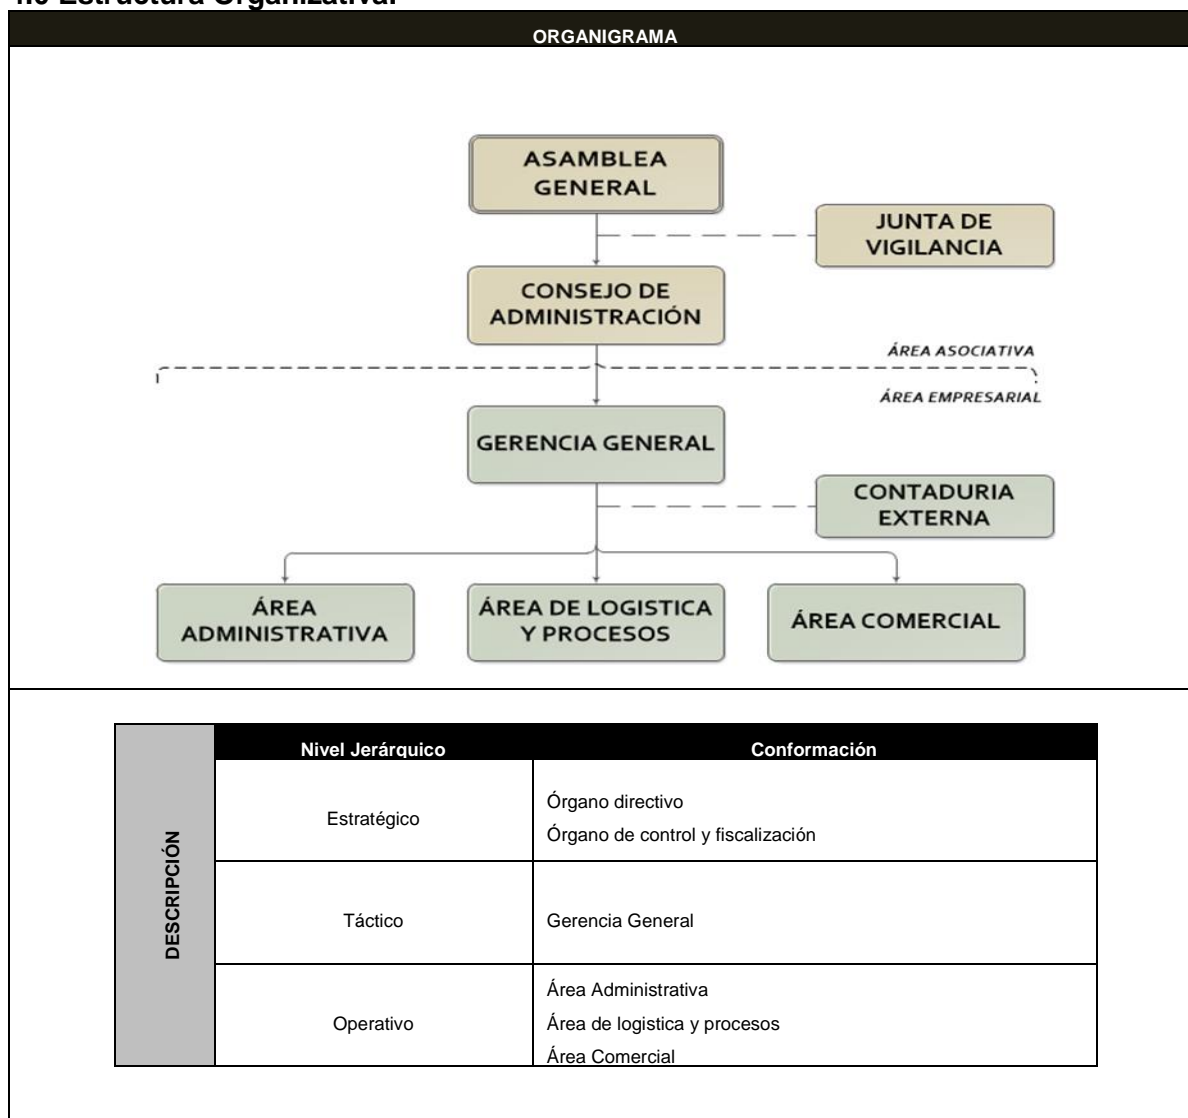 Estructura Organizativa.
ORGANIGRAMA
ASAMBLEA
GENERAL
JUNTA DE
VIGILANCIA
CONSEJO DE
ADMINISTRACIÓN
ÁREA ASOCIATIVA
ÁREA EMPRESARIAL
GERENCIA GENERAL
CONTADURIA
EXTERNA
ÁREA
ADMINISTRATIVA
ÁREA DE LOGISTICA
Y PROCESOS
ÁREA COMERCIAL
DESCRIPCIÓN
Nivel Jerárquico Conformación
Estratégico
Órgano directivo
Órgano de control y fiscalización
Táctico Gerencia General
Operativo
Área Administrativa
Área de logistica y procesos
Área Comercial